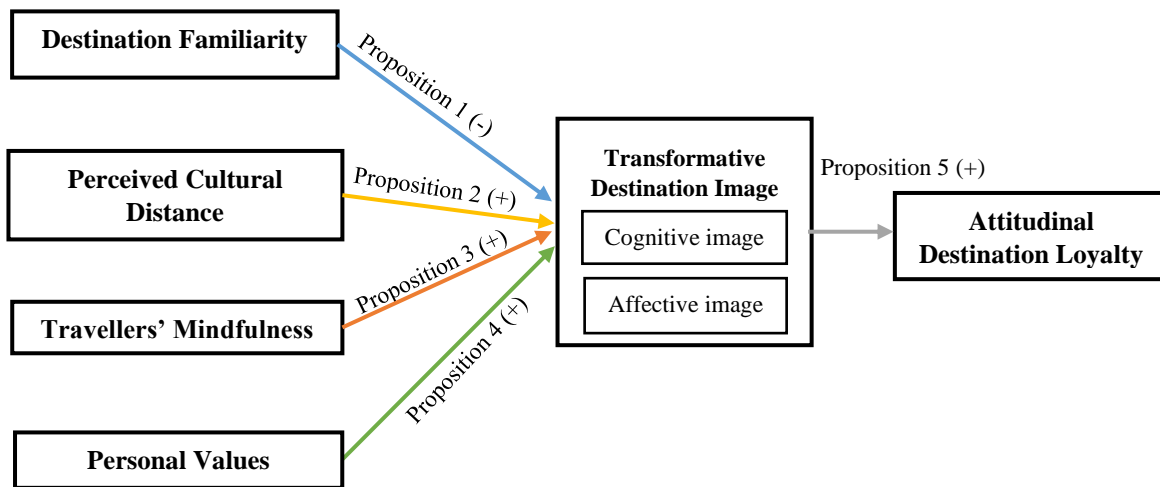 Destination Familiarity
Proposition 1 (-)
Perceived Cultural
Distance
Proposition 2 (+)
Travellers’ Mindfulness
Proposition 3 (+)
Personal Values
Proposition 4 (+)
Transformative
Destination Image
Cognitive image
Affective image
Proposition 5 (+)
Attitudinal
Destination Loyalty